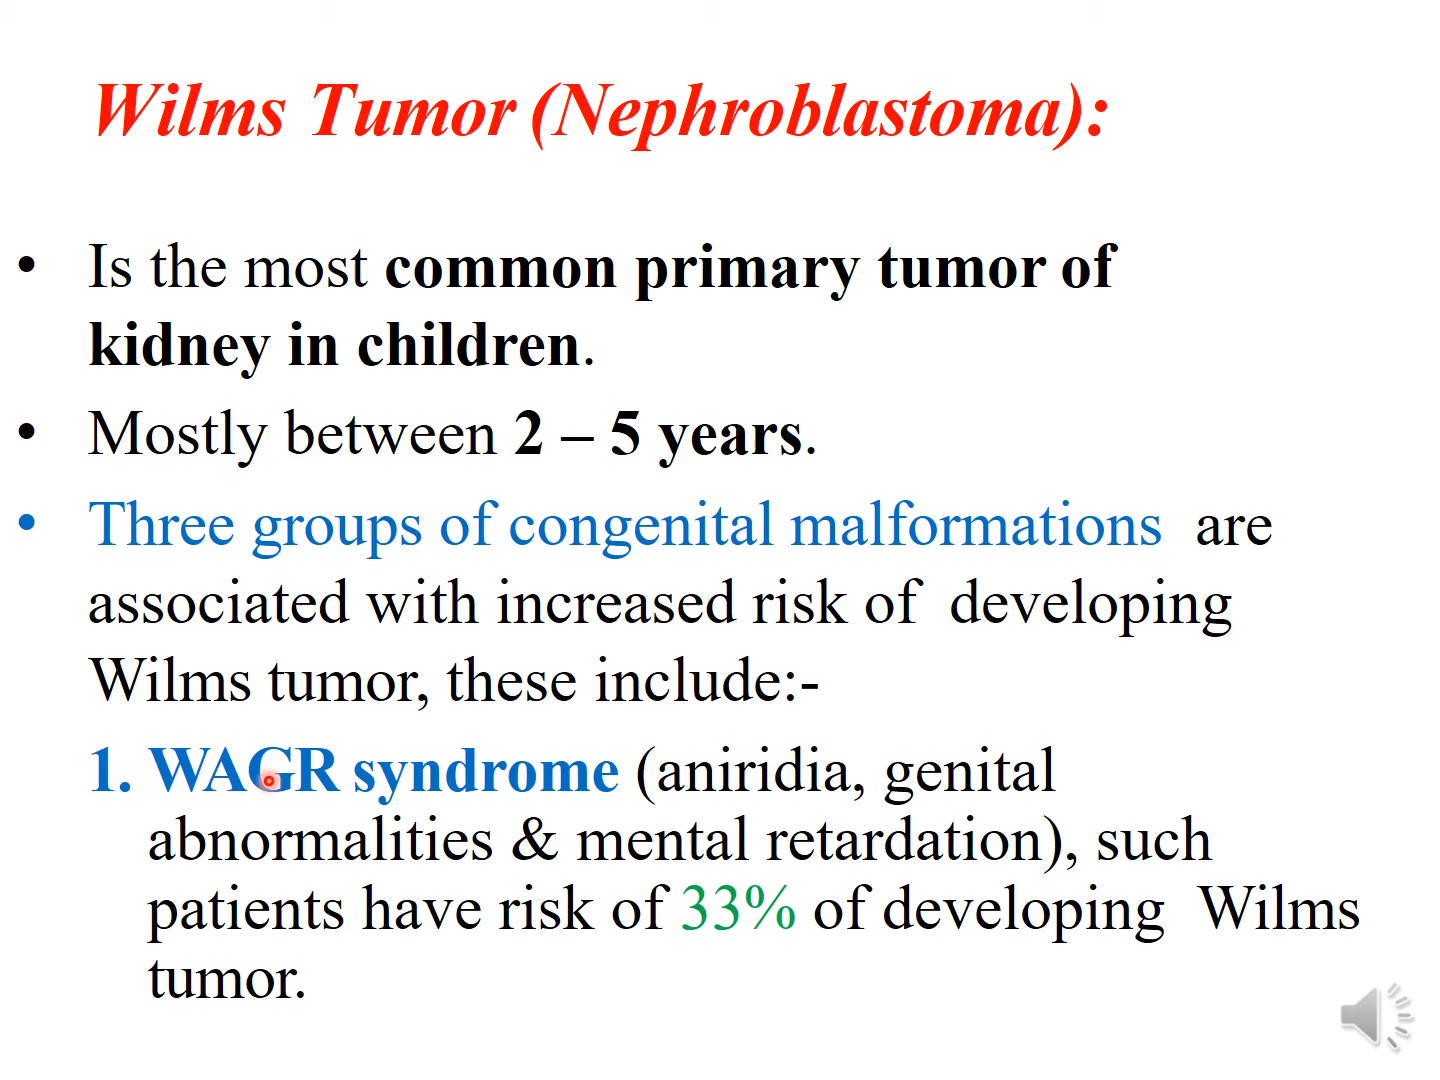 Wilms Tumor (Nephroblastoma):
• Is the most common primary tumor of
kidney in children.
• Mostly between 2 – 5 years.
• Three groups of congenital malformations are
associated with increased risk of developing
Wilms tumor, these include:-
1. WAGR syndrome (aniridia, genital
abnormalities & mental retardation), such
patients have risk of 33% of developing Wilms
tumor.